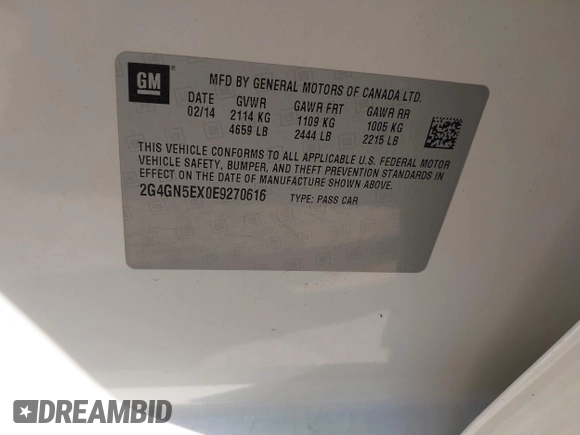 GM
MFD BY GENERAL MOTORS OF CANADA LTD.
DATE GVWR GAWR FRT GAWR RR
02/14 2114 KG 1109 KG 1005 KG
4659 LB 2444 LB 2215 LB
THIS VEHICLE CONFORMS TO ALL APPLICABLE U.S. FEDERAL MOTOR
VEHICLE SAFETY, BUMPER, AND THEFT PREVENTION STANDARDS IN
EFFECT ON THE DATE OF MANUFACTURE SHOWN ABOVE.
2G4GN5EX0E9270616 TYPE: PASS CAR
DREAMBID